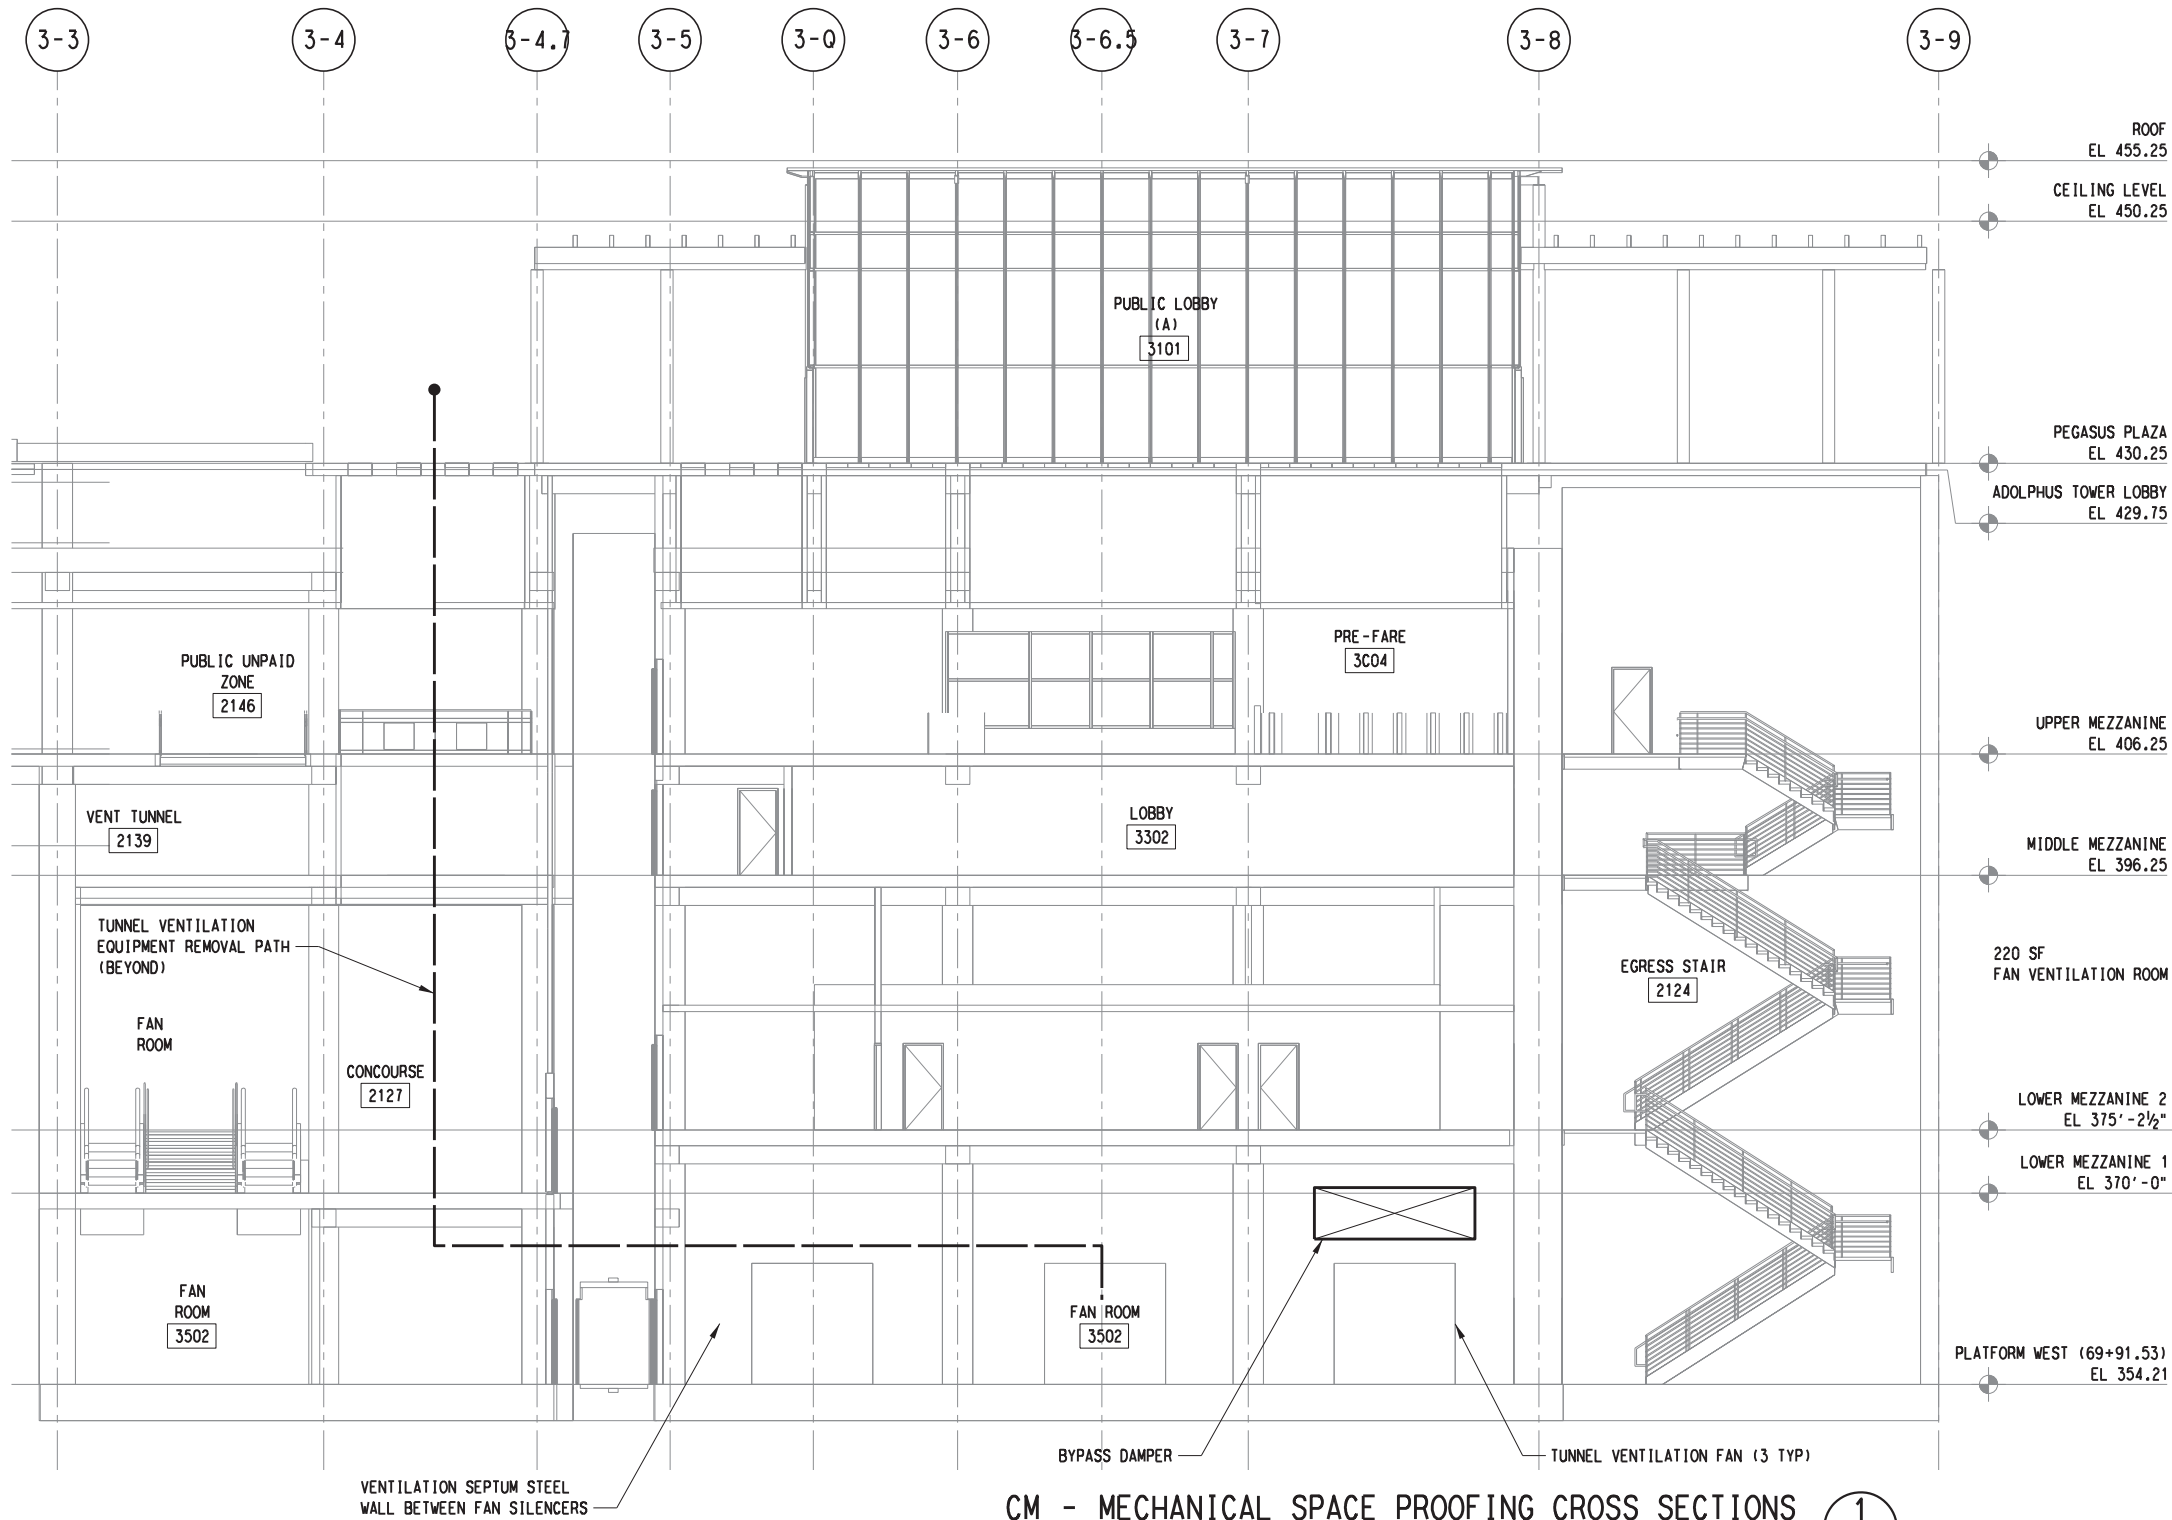 3-3
3-4
3-4.7
3-5
3-Q
3-6
3-6.5
3-7
3-8
3-9
ROOF
EL 455.25
CEILING LEVEL
EL 450.25
PUBLIC LOBBY
(A)
3101
PEGASUS PLAZA
EL 430.25
ADOLPHUS TOWER LOBBY
EL 429.75
PUBLIC UNPAID
ZONE
2146
PRE-FARE
3C04
UPPER MEZZANINE
EL 406.25
VENT TUNNEL
2139
LOBBY
3302
MIDDLE MEZZANINE
EL 396.25
TUNNEL VENTILATION
EQUIPMENT REMOVAL PATH
(BEYOND)
EGRESS STAIR
2124
220 SF
FAN VENTILATION ROOM
FAN
ROOM
CONCOURSE
2127
LOWER MEZZANINE 2
EL 375'-2½"
LOWER MEZZANINE 1
EL 370'-0"
FAN
ROOM
3502
FAN ROOM
3502
PLATFORM WEST (69+91.53)
EL 354.21
BYPASS DAMPER
TUNNEL VENTILATION FAN (3 TYP)
VENTILATION SEPTUM STEEL
WALL BETWEEN FAN SILENCERS
CM - MECHANICAL SPACE PROOFING CROSS SECTIONS
1